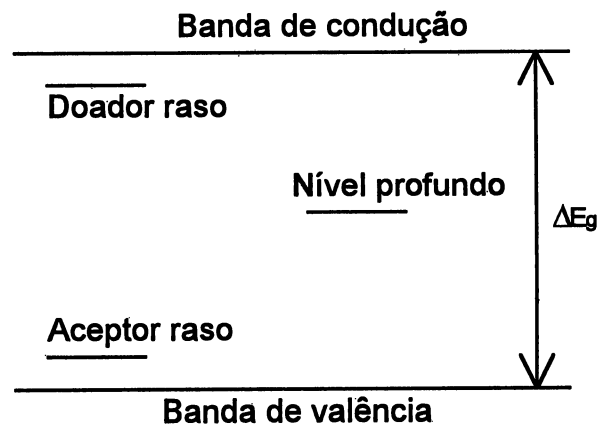 Banda de condução
Doador raso
Nível profundo
ΔEg
Aceptor raso
Banda de valência